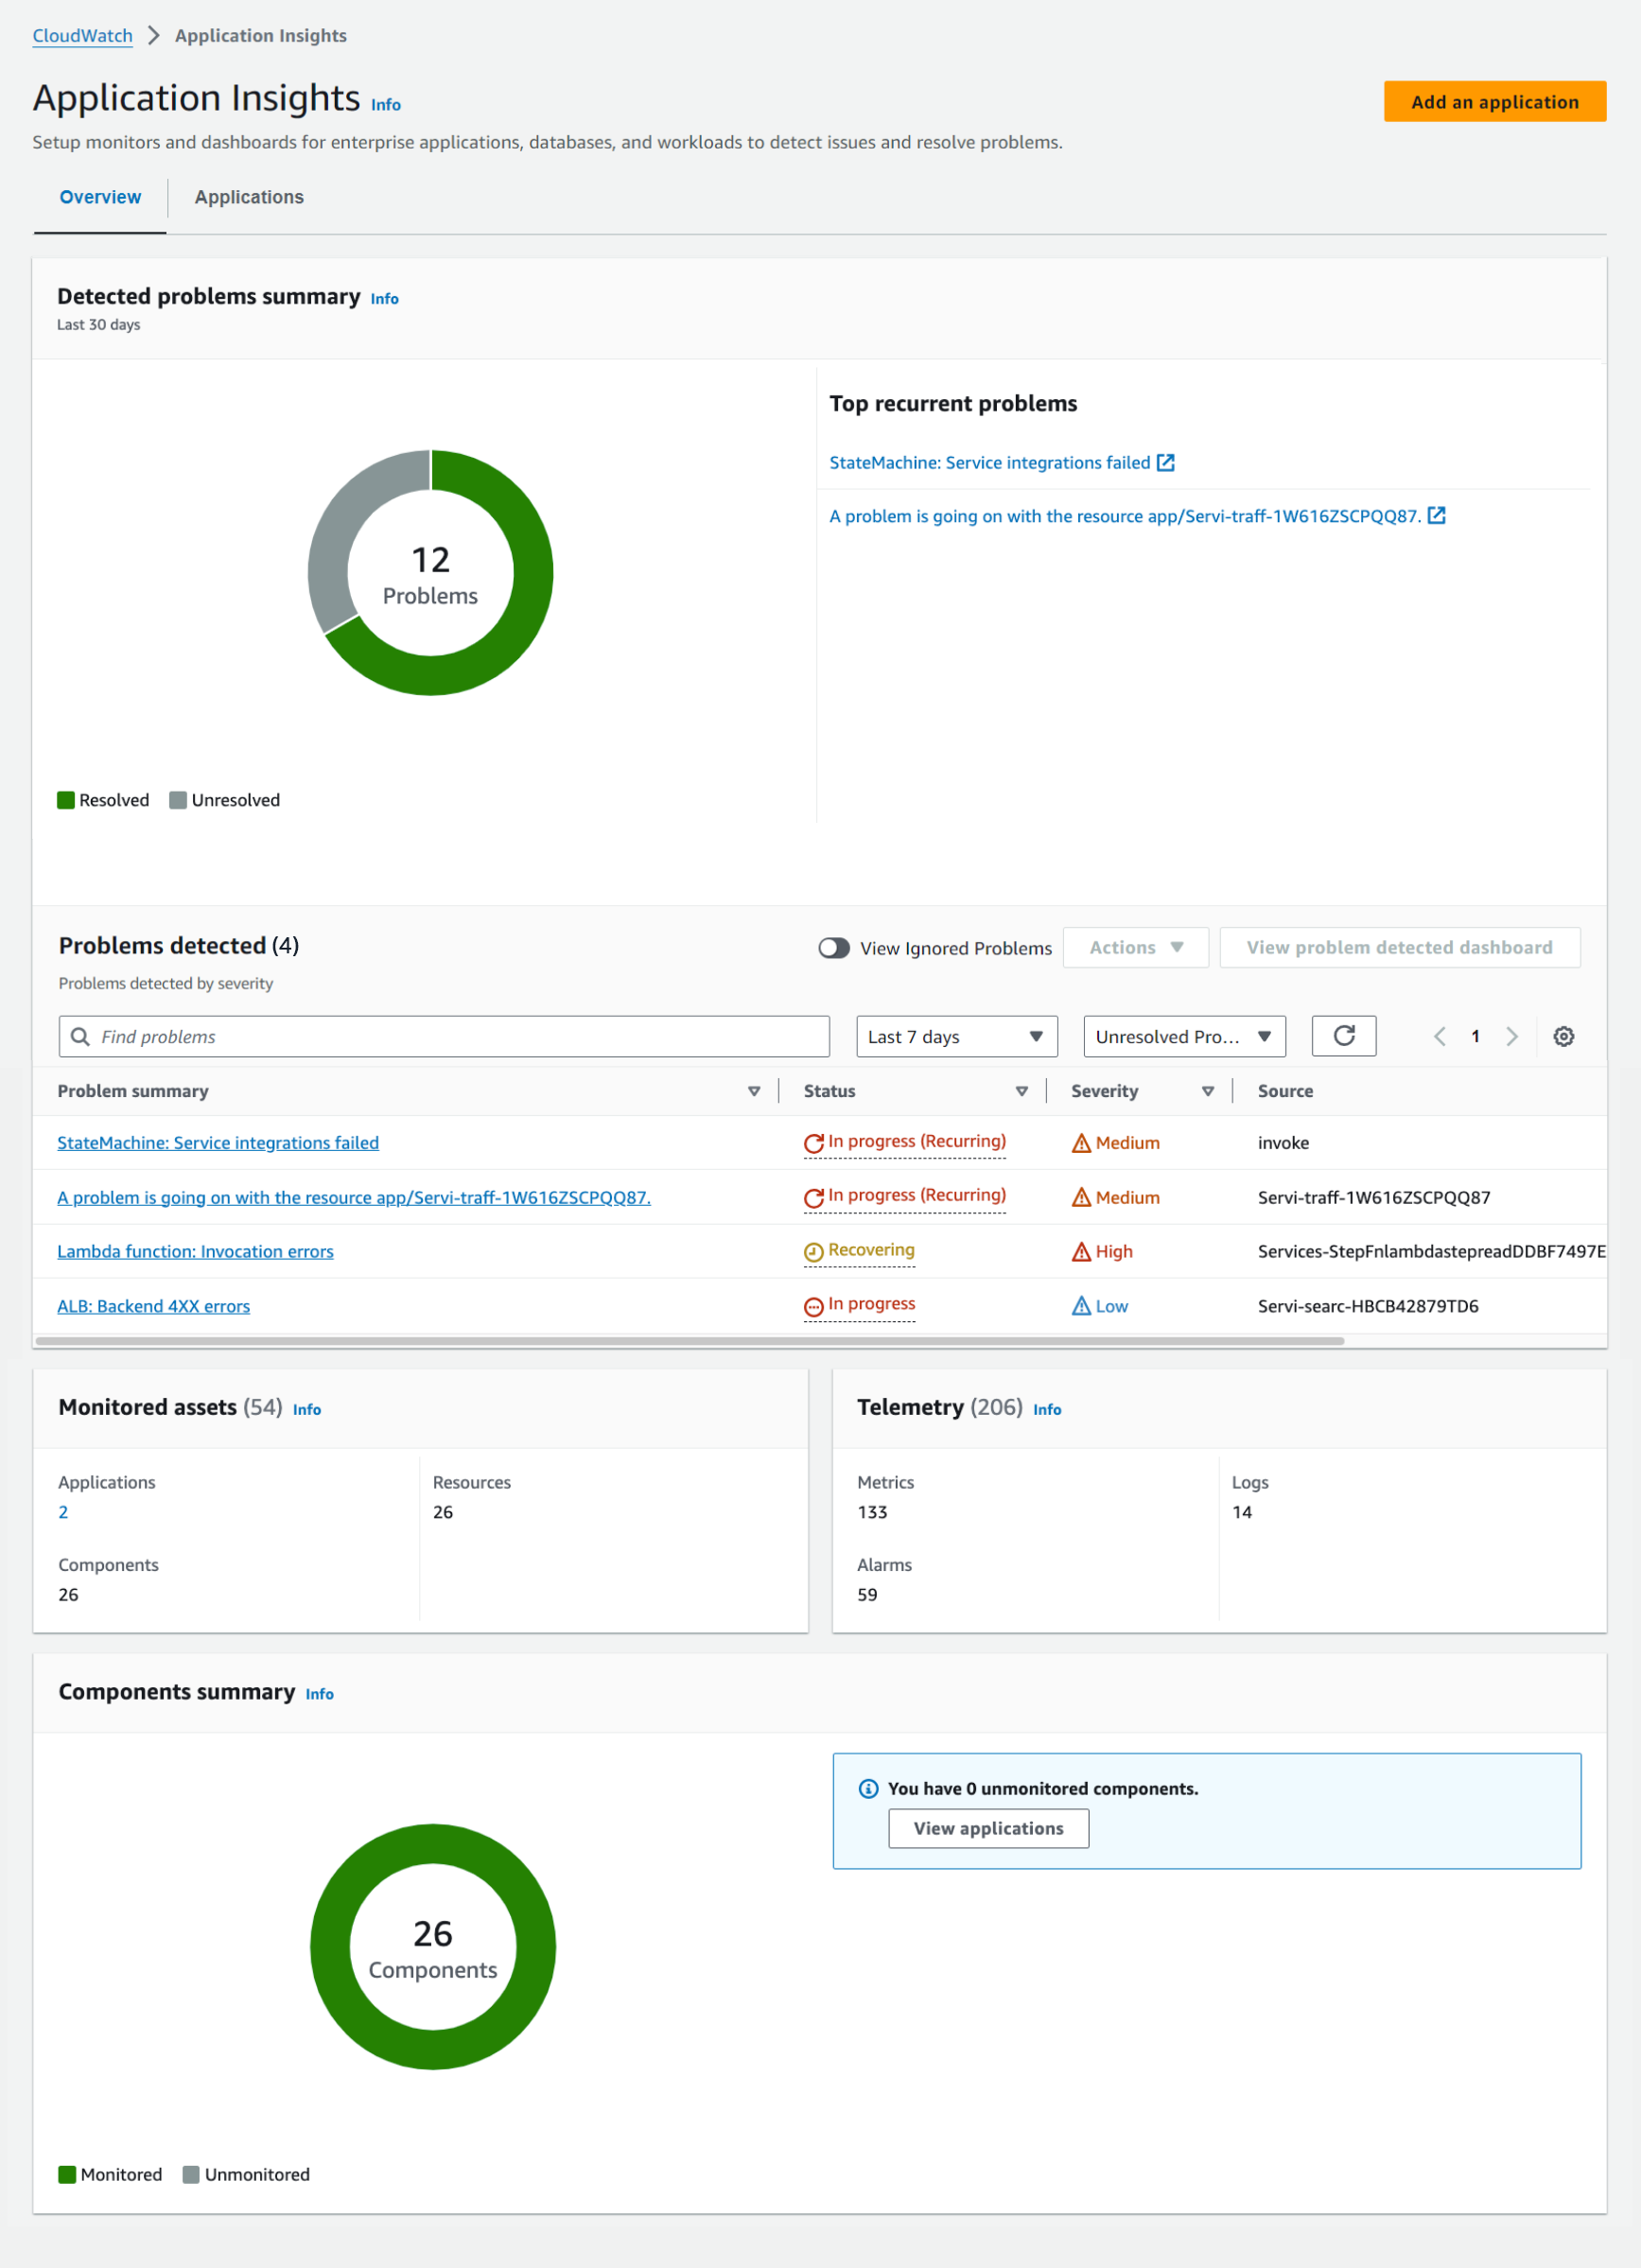 CloudWatch > Application Insights
Application Insights Info
Add an application
Setup monitors and dashboards for enterprise applications, databases, and workloads to detect issues and resolve problems.
Overview Applications
Detected problems summary Info
Last 30 days
12
Problems
Resolved Unresolved
Top recurrent problems
StateMachine: Service integrations failed
A problem is going on with the resource app/Servi-traff-1W616ZSCPQQ87.
Problems detected (4)
View Ignored Problems Actions View problem detected dashboard
Problems detected by severity
Find problems Last 7 days Unresolved Pro... 1
Problem summary Status Severity Source
StateMachine: Service integrations failed In progress (Recurring) Medium invoke
A problem is going on with the resource app/Servi-traff-1W616ZSCPQQ87. In progress (Recurring) Medium Servi-traff-1W616ZSCPQQ87
Lambda function: Invocation errors Recovering High Services-StepFnlambdastepreadDDBF7497E
ALB: Backend 4XX errors In progress Low Servi-searc-HBCB42879TD6
Monitored assets (54) Info
Applications Resources
2 26
Components
26
Telemetry (206) Info
Metrics Logs
133 14
Alarms
59
Components summary Info
26
Components
Monitored Unmonitored
You have 0 unmonitored components.
View applications